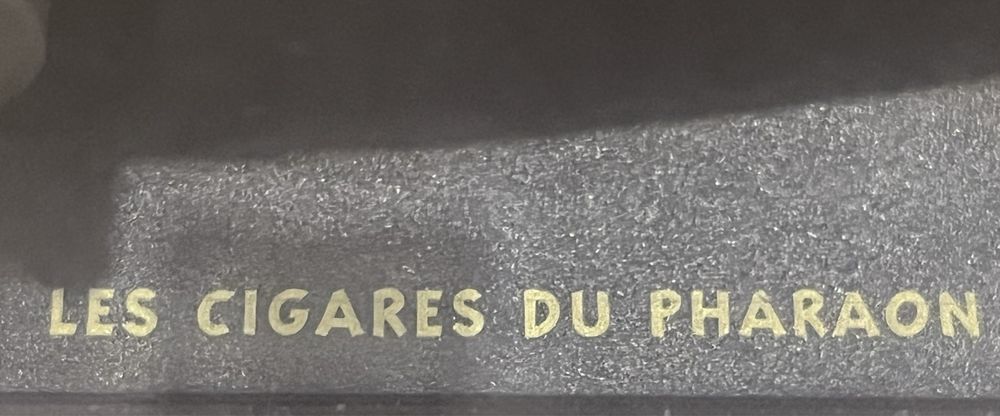 LES CIGARES DU PHARAON